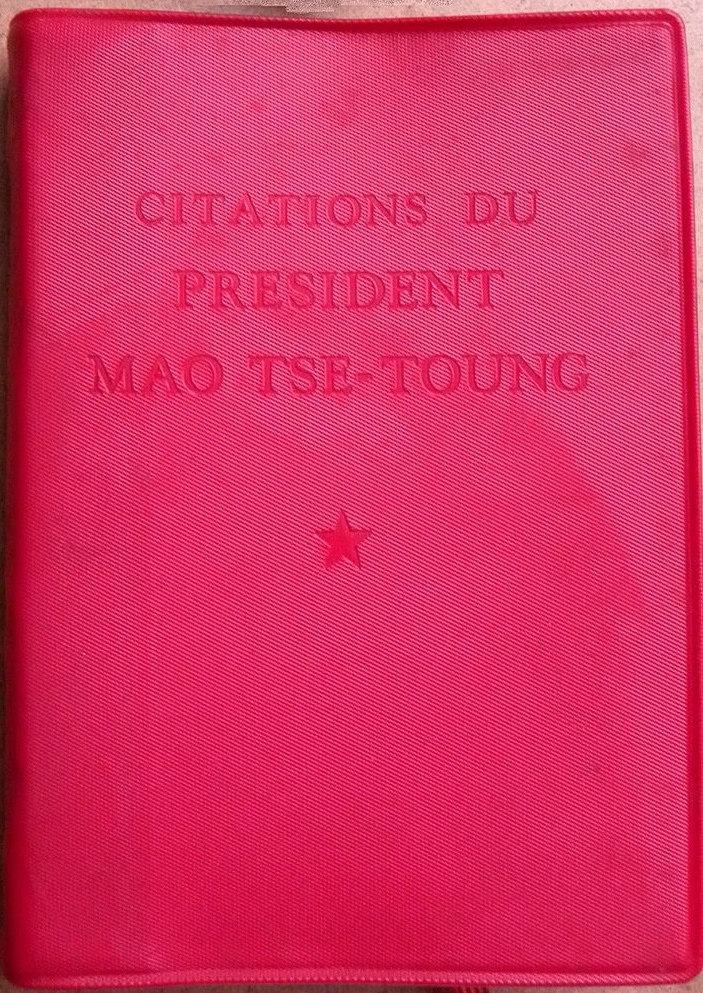 CITATIONS DU
PRESIDENT
MAO TSE-TOUNG